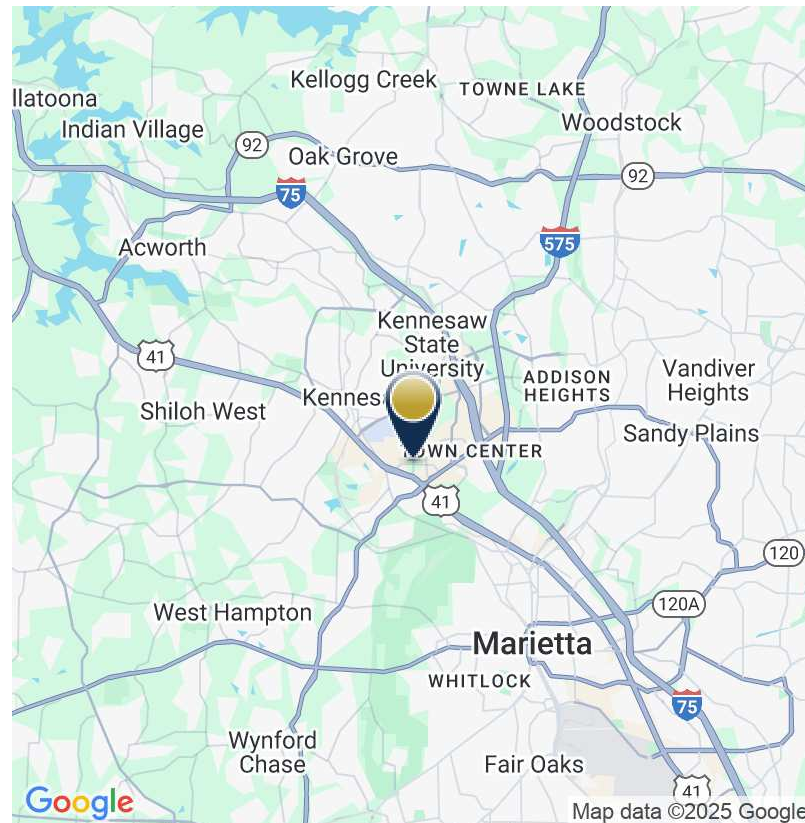 Kellogg Creek
TOWNE LAKE
llatoona
Woodstock
Indian Village
92
Oak Grove
92
75
575
Acworth
Kennesaw
State
University
41
ADDISON
HEIGHTS
Vandiver
Heights
Kennes
Shiloh West
Sandy Plains
OWN CENTER
41
120
120A
West Hampton
Marietta
WHITLOCK
75
Wynford
Chase
Fair Oaks
41
Google
Map data ©2025 Google